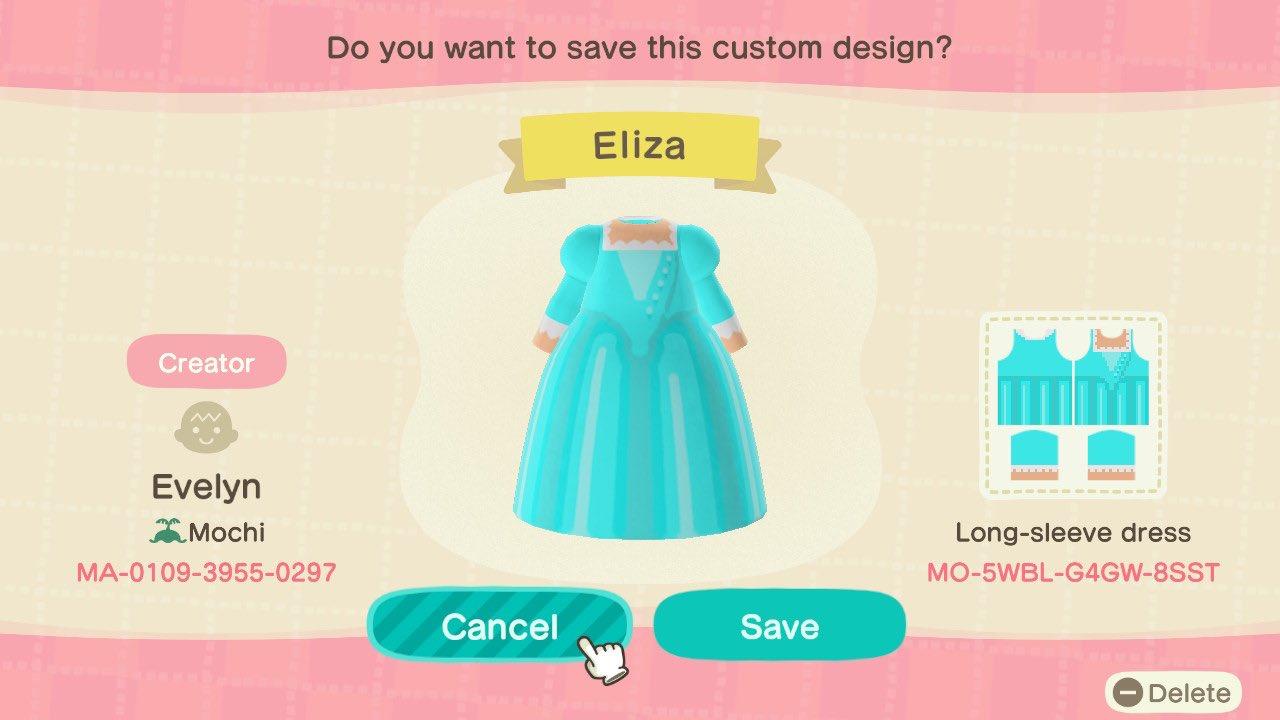 Do you want to save this custom design?
Eliza
Creator
Evelyn
Mochi
MA-0109-3955-0297
Long-sleeve dress
MO-5WBL-G4GW-8SST
Cancel
Save
Delete